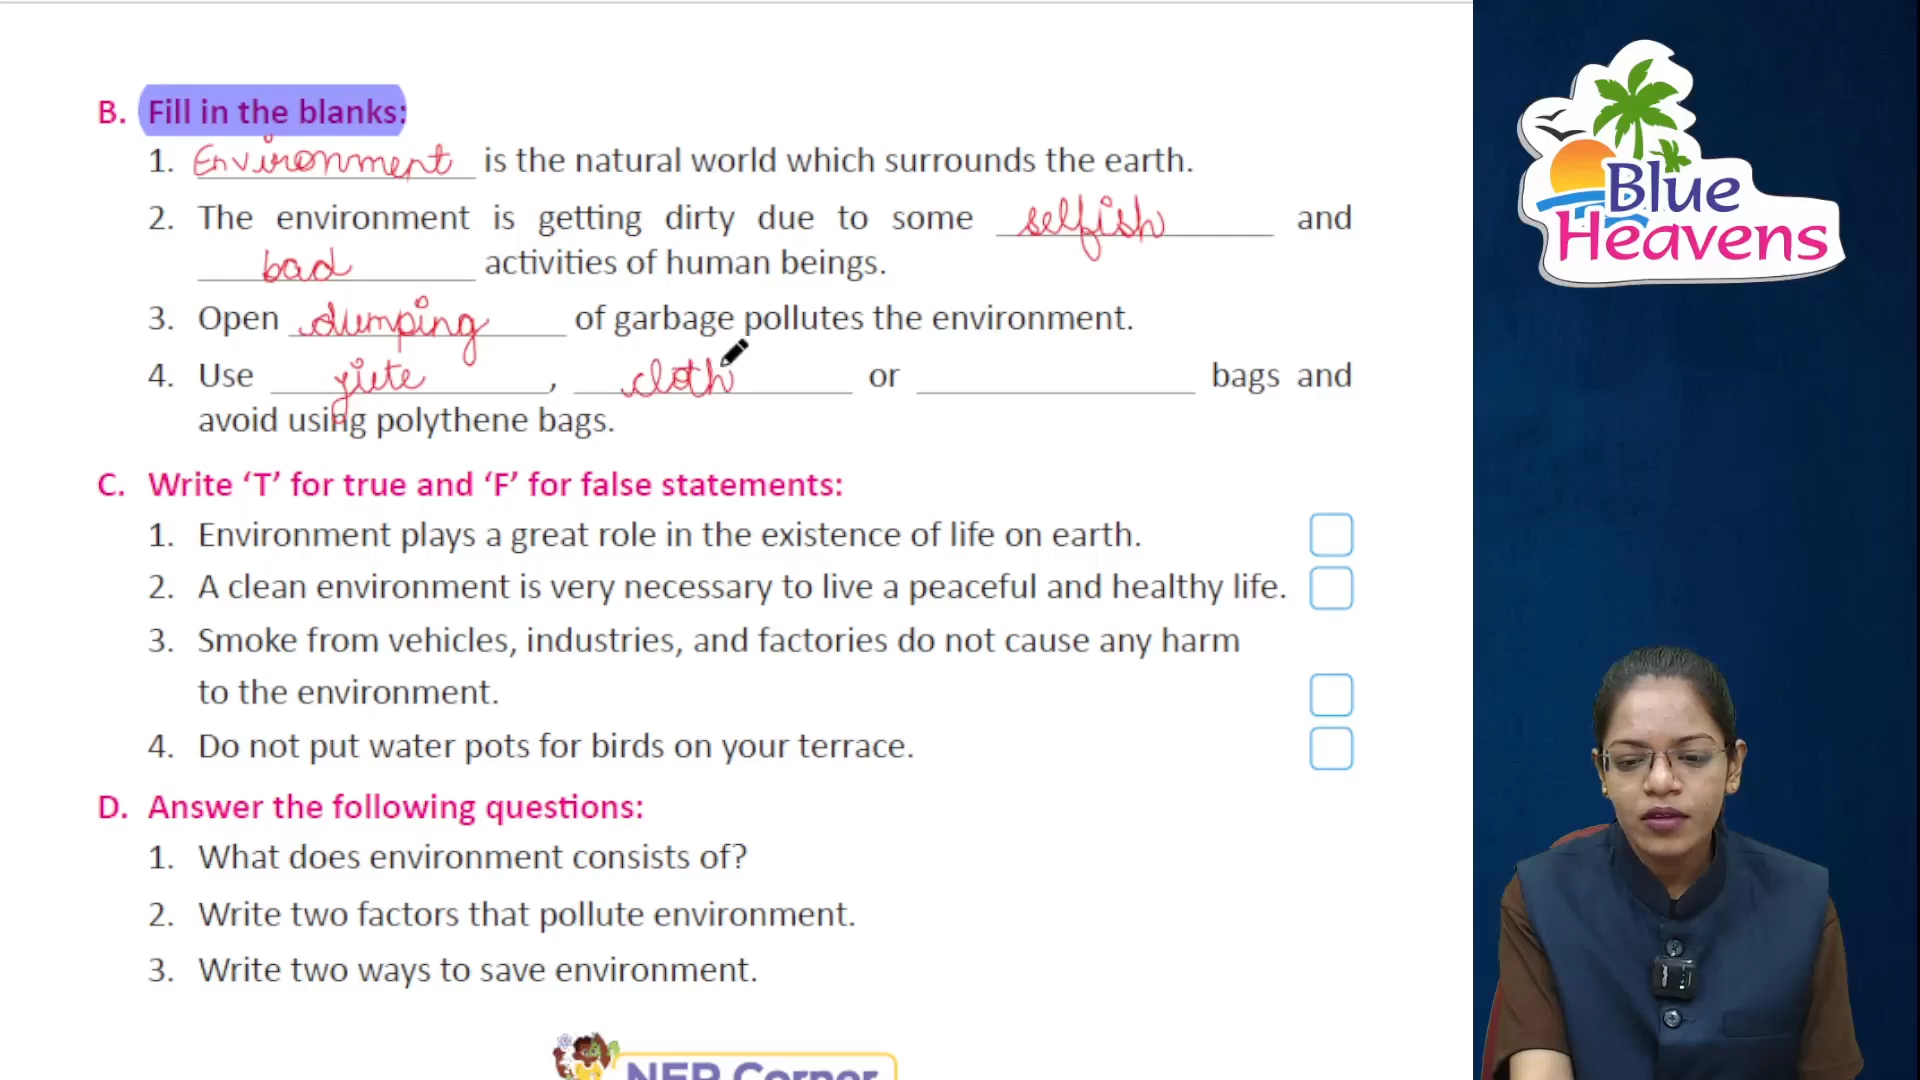 B. Fill in the blanks:
1. Environment is the natural world which surrounds the earth.
2. The environment is getting dirty due to some selfish and
bad activities of human beings.
3. Open dumping of garbage pollutes the environment.
4. Use jute, cloth or ____ bags and
avoid using polythene bags.
C. Write ‘T’ for true and ‘F’ for false statements:
1. Environment plays a great role in the existence of life on earth.
2. A clean environment is very necessary to live a peaceful and healthy life.
3. Smoke from vehicles, industries, and factories do not cause any harm
to the environment.
4. Do not put water pots for birds on your terrace.
D. Answer the following questions:
1. What does environment consists of?
2. Write two factors that pollute environment.
3. Write two ways to save environment.
NEP Corner
Blue
Heavens